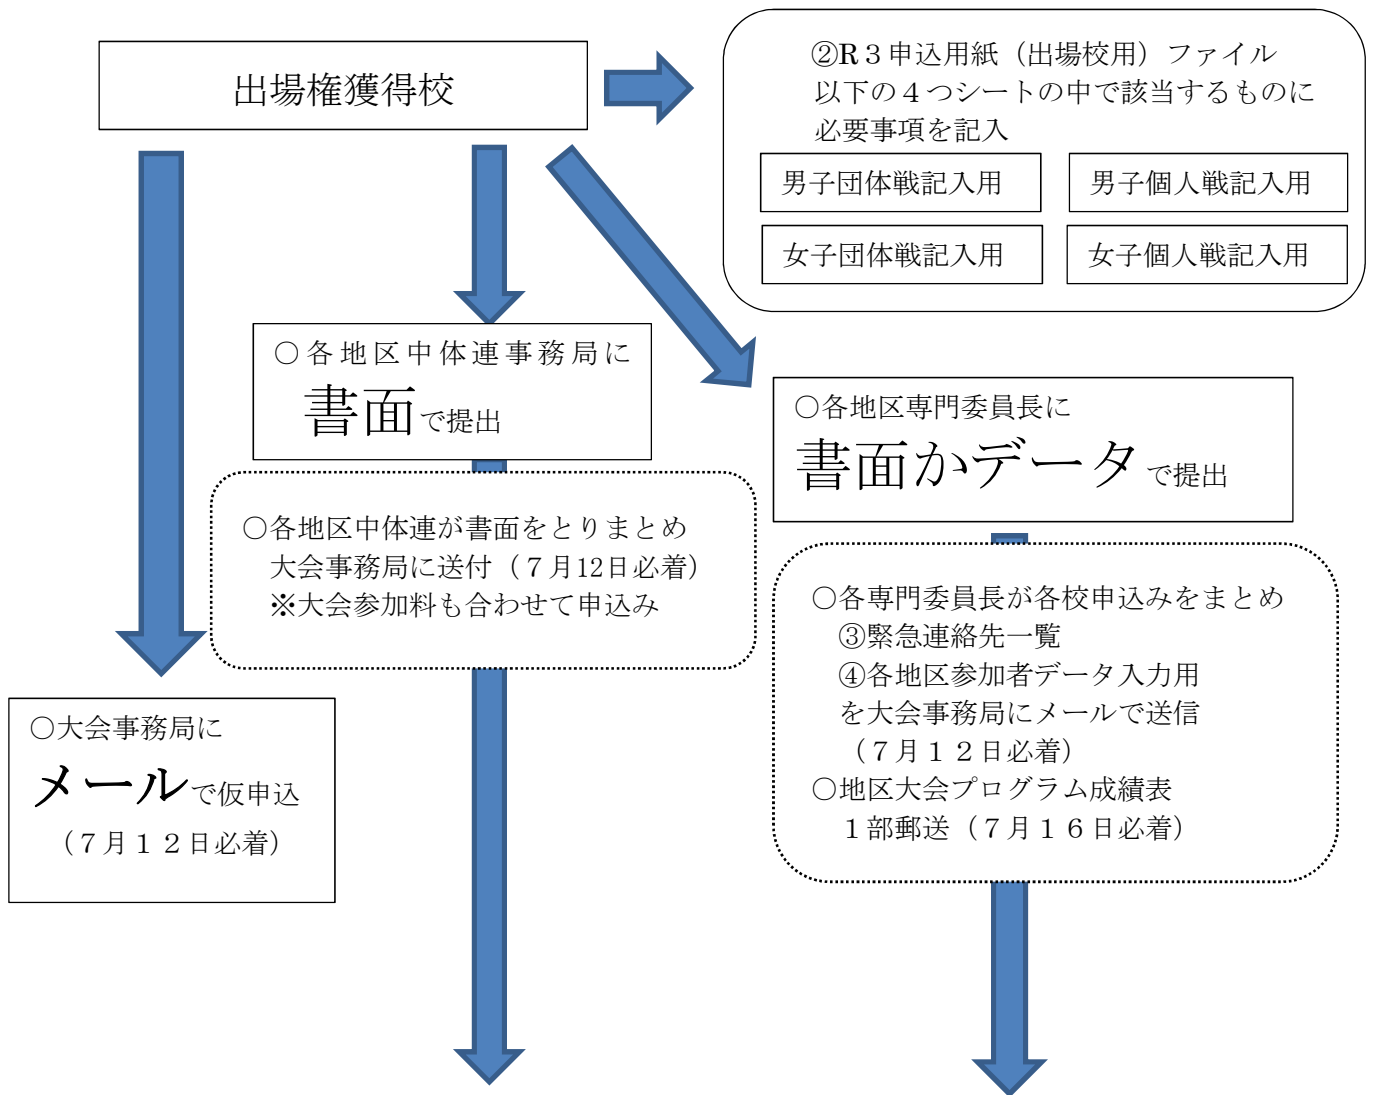 出場権獲得校
②R３申込用紙（出場校用）ファイル
以下の４つシートの中で該当するものに
必要事項を記入
男子団体戦記入用
男子個人戦記入用
女子団体戦記入用
女子個人戦記入用
○各地区中体連事務局に
書面で提出
○各地区専門委員長に
書面かデータで提出
○各地区中体連が書面をとりまとめ
大会事務局に送付（７月12日必着）
※大会参加料も合わせて申込み
○各専門委員長が各校申込みをまとめ
③緊急連絡先一覧
④各地区参加者データ入力用
を大会事務局にメールで送信
（７月１２日必着）
○地区大会プログラム成績表
１部郵送（７月１６日必着）
○大会事務局に
メールで仮申込
（７月１２日必着）